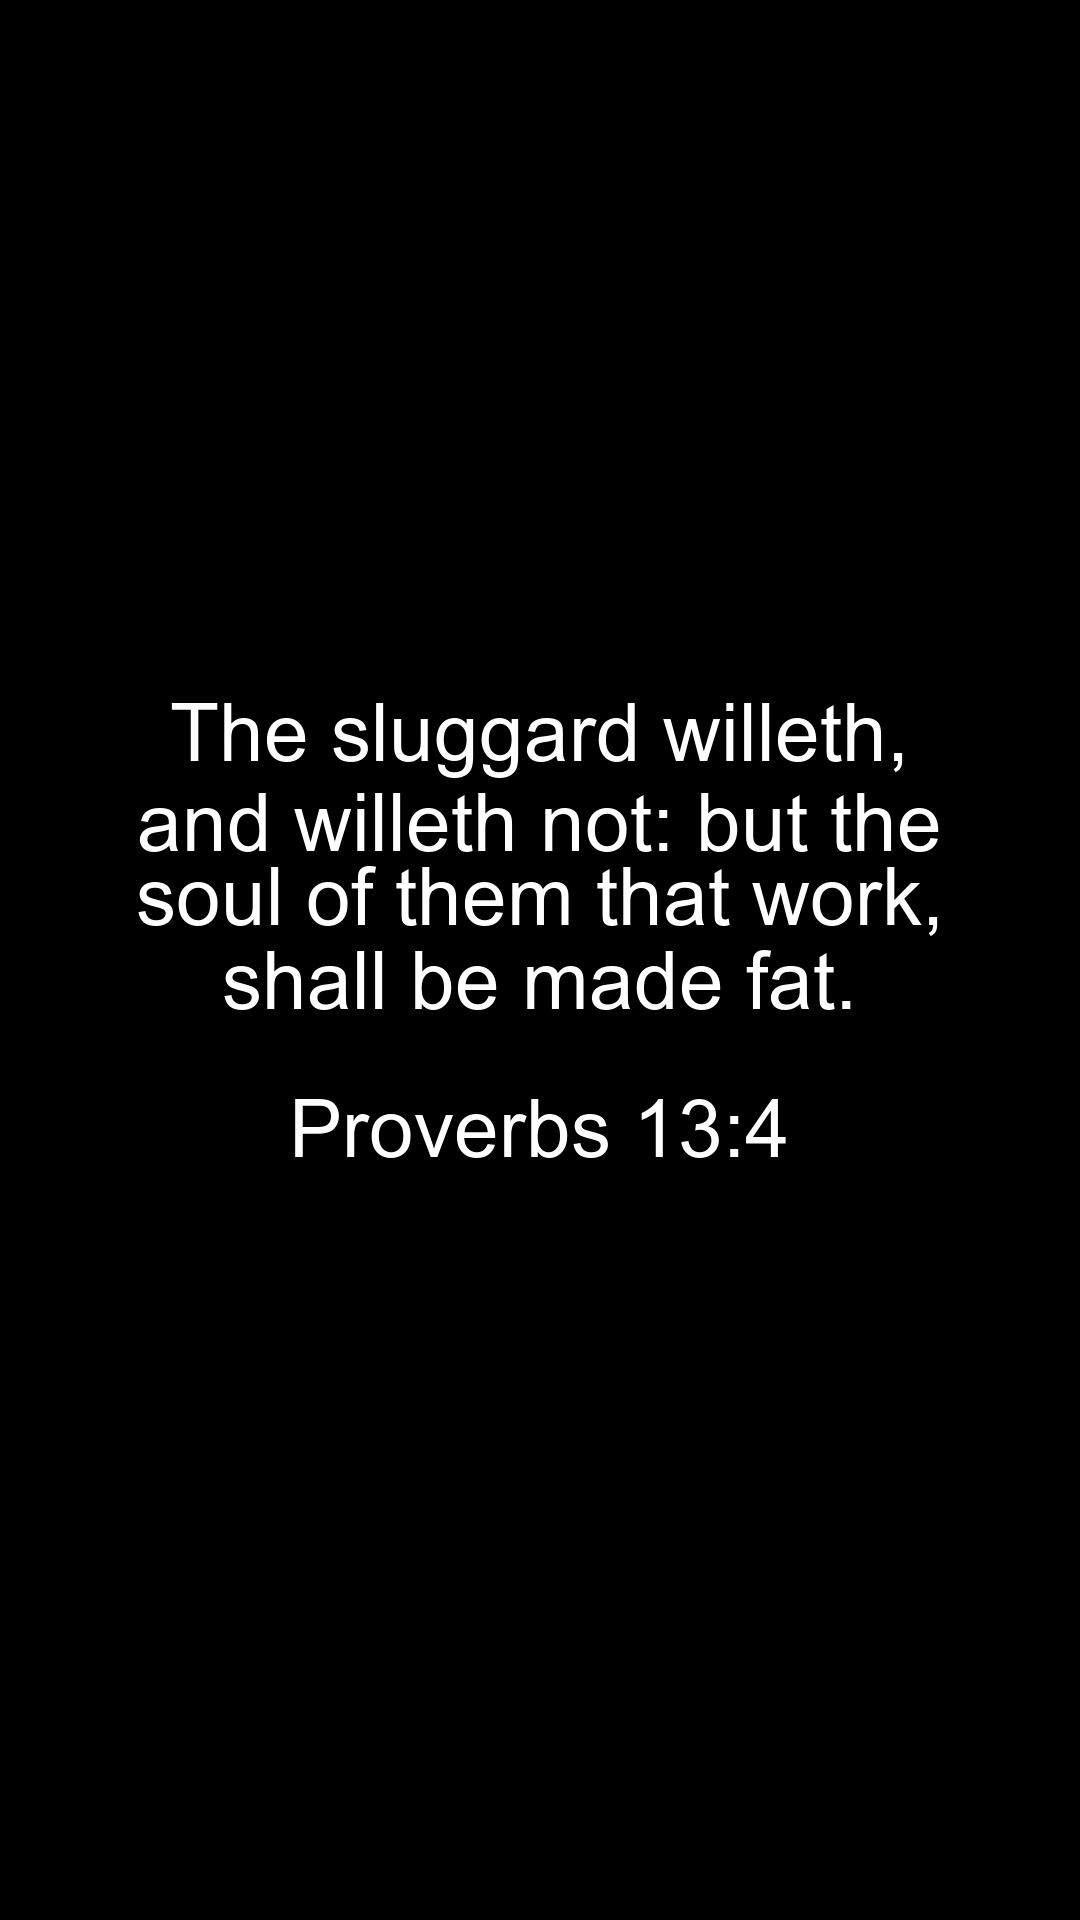 The sluggard willeth,
and willeth not: but the
soul of them that work,
shall be made fat.
Proverbs 13:4